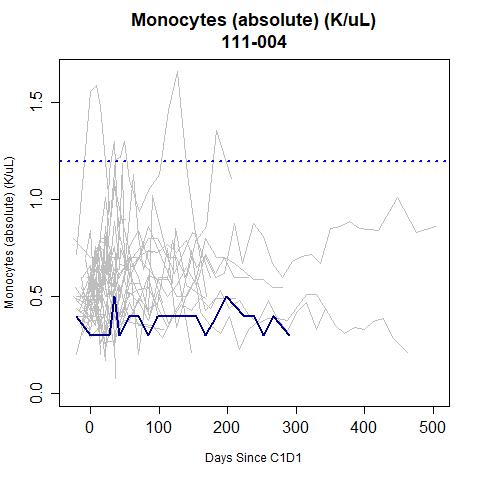 Monocytes (absolute) (K/uL)
111-004
Monocytes (absolute) (K/uL)
1.5
1.0
0.5
0.0
0 100 200 300 400 500
Days Since C1D1